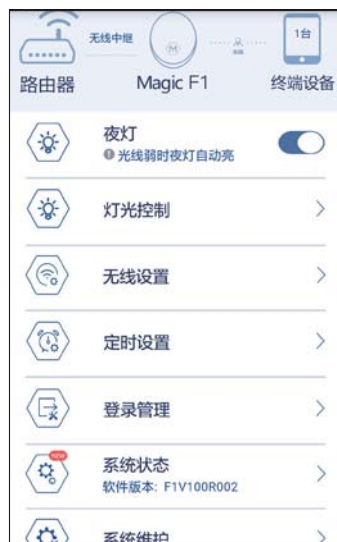 无线中继
1台
路由器
Magic F1
终端设备
夜灯
光线弱时夜灯自动亮
灯光控制
无线设置
定时设置
登录管理
NEW
系统状态
软件版本: F1V100R002
系统维护